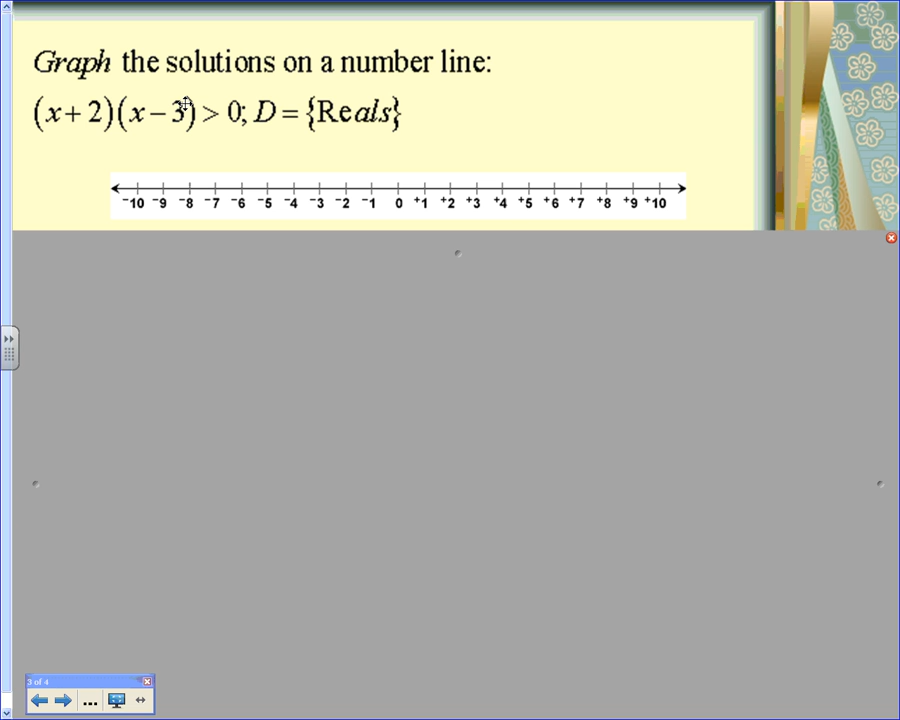 Graph the solutions on a number line:
(x+2)(x−3)>0; D={Reals}
⁻10 ⁻9 ⁻8 ⁻7 ⁻6 ⁻5 ⁻4 ⁻3 ⁻2 ⁻1 0 ⁺1 ⁺2 ⁺3 ⁺4 ⁺5 ⁺6 ⁺7 ⁺8 ⁺9 ⁺10
3 of 4
...